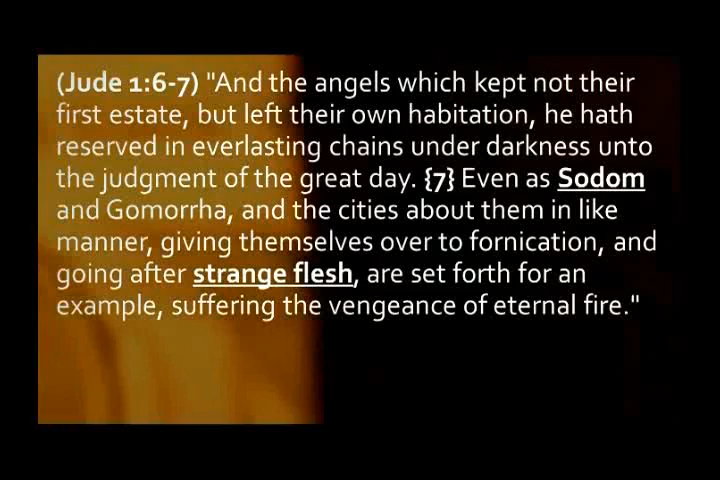 (Jude 1:6-7) "And the angels which kept not their
first estate, but left their own habitation, he hath
reserved in everlasting chains under darkness unto
the judgment of the great day. {7} Even as Sodom
and Gomorrha, and the cities about them in like
manner, giving themselves over to fornication, and
going after strange flesh, are set forth for an
example, suffering the vengeance of eternal fire."